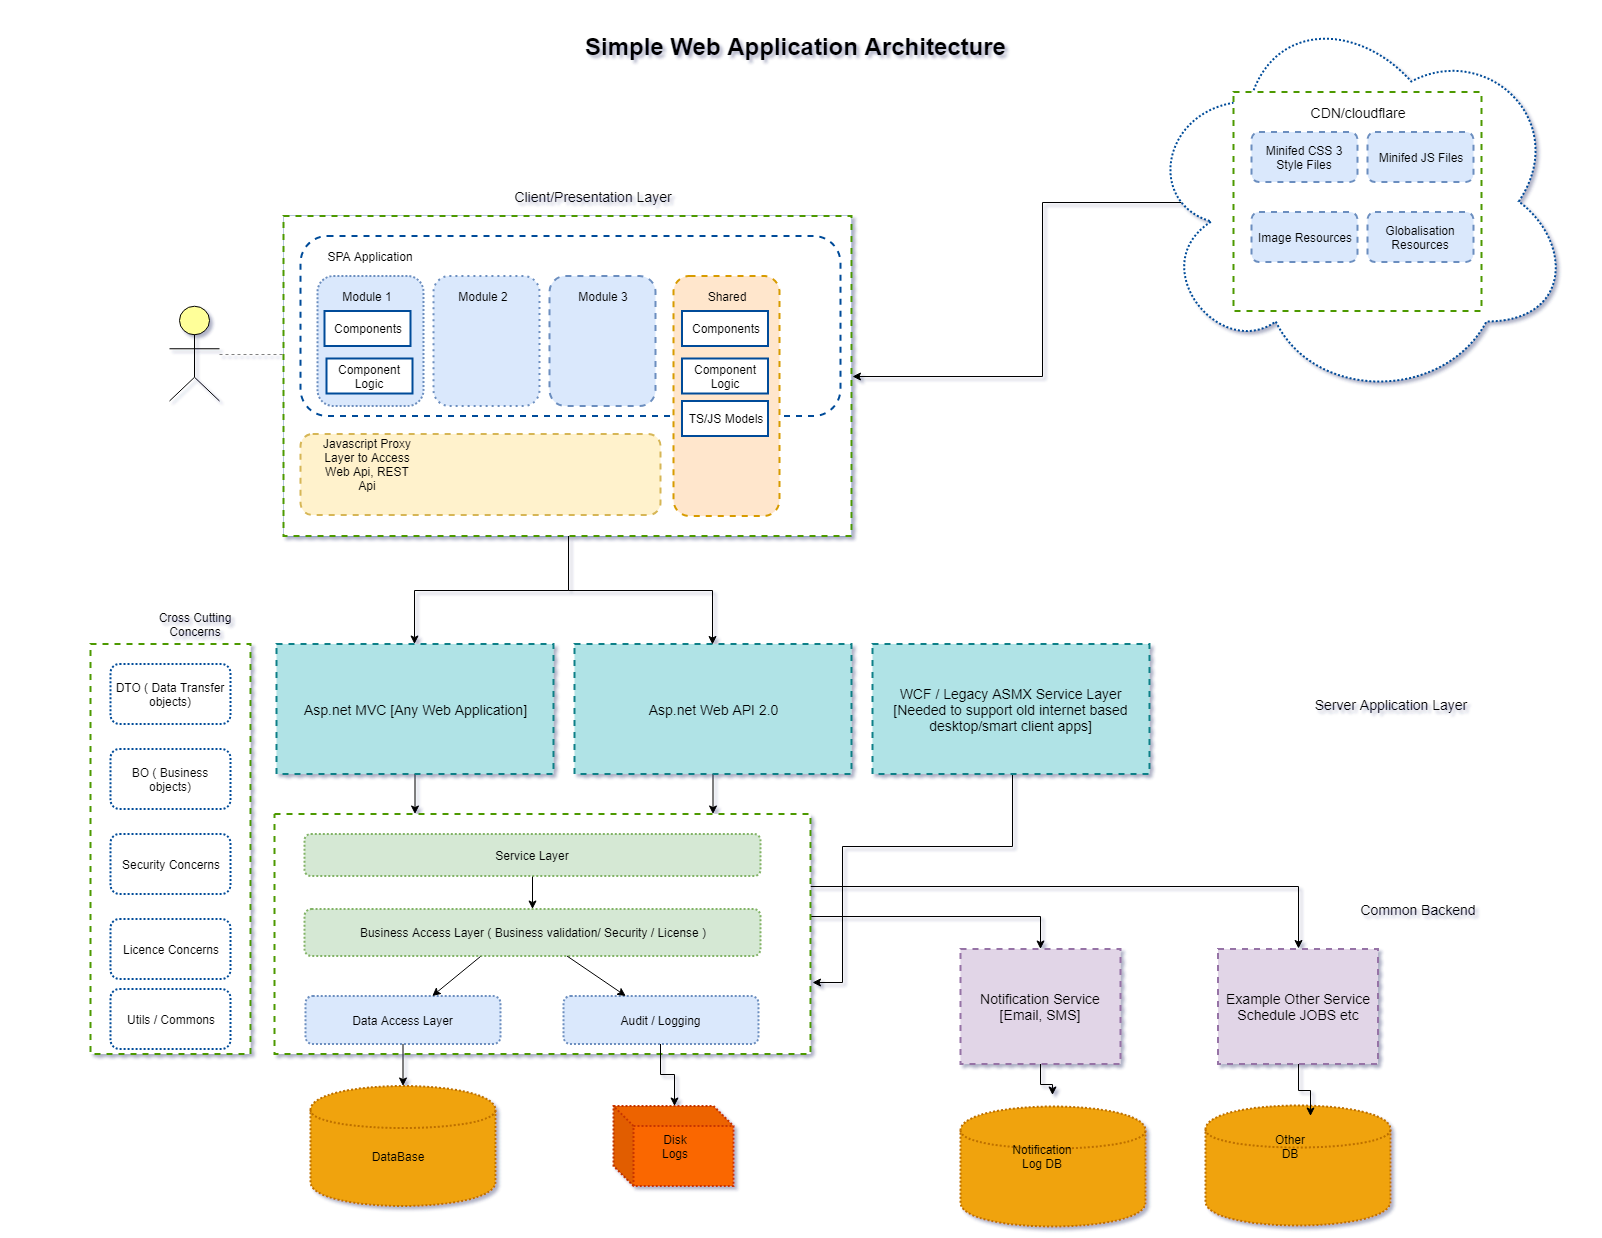 Simple Web Application Architecture
CDN/cloudflare
Minifed CSS 3
Style Files
Minifed JS Files
Image Resources
Globalisation
Resources
Client/Presentation Layer
SPA Application
Module 1
Components
Component
Logic
Module 2
Module 3
Shared
Components
Component
Logic
TS/JS Models
Javascript Proxy
Layer to Access
Web Api, REST
Api
Cross Cutting
Concerns
DTO ( Data Transfer
objects)
BO ( Business
objects)
Security Concerns
Licence Concerns
Utils / Commons
Asp.net MVC [Any Web Application]
Asp.net Web API 2.0
WCF / Legacy ASMX Service Layer
[Needed to support old internet based
desktop/smart client apps]
Server Application Layer
Service Layer
Business Access Layer ( Business validation/ Security / License )
Data Access Layer
Audit / Logging
Common Backend
Notification Service
[Email, SMS]
Example Other Service
Schedule JOBS etc
DataBase
Disk
Logs
Notification
Log DB
Other
DB